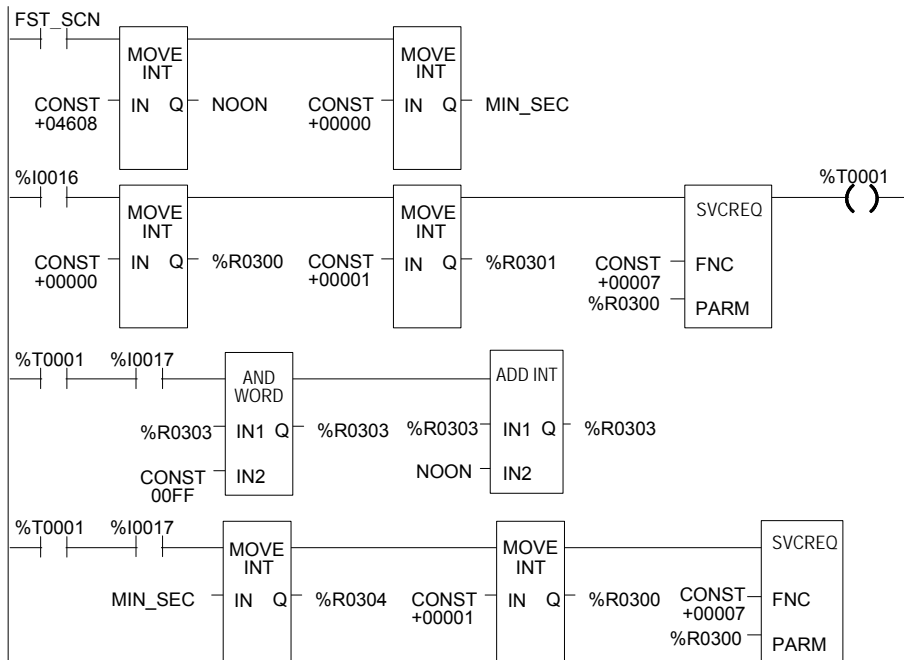 FST_SCN
MOVE INT
MOVE INT
CONST +04608
IN Q
NOON
CONST +00000
IN Q
MIN_SEC
%I0016
%T0001
MOVE INT
MOVE INT
SVCREQ
CONST +00000
IN Q
%R0300
CONST +00001
IN Q
%R0301
CONST +00007
FNC
%R0300
PARM
%T0001
%I0017
AND WORD
ADD INT
%R0303
IN1 Q
%R0303
%R0303
IN1 Q
%R0303
CONST 00FF
IN2
NOON
IN2
%T0001
%I0017
MOVE INT
MOVE INT
SVCREQ
MIN_SEC
IN Q
%R0304
CONST +00001
IN Q
%R0300
CONST +00007
FNC
%R0300
PARM